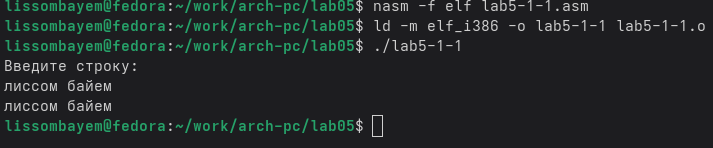 lissombayem@fedora:~/work/arch-pc/lab05$ nasm -f elf lab5-1-1.asm
lissombayem@fedora:~/work/arch-pc/lab05$ ld -m elf_i386 -o lab5-1-1 lab5-1-1.o
lissombayem@fedora:~/work/arch-pc/lab05$ ./lab5-1-1
Введите строку:
лиссом байем
лиссом байем
lissombayem@fedora:~/work/arch-pc/lab05$